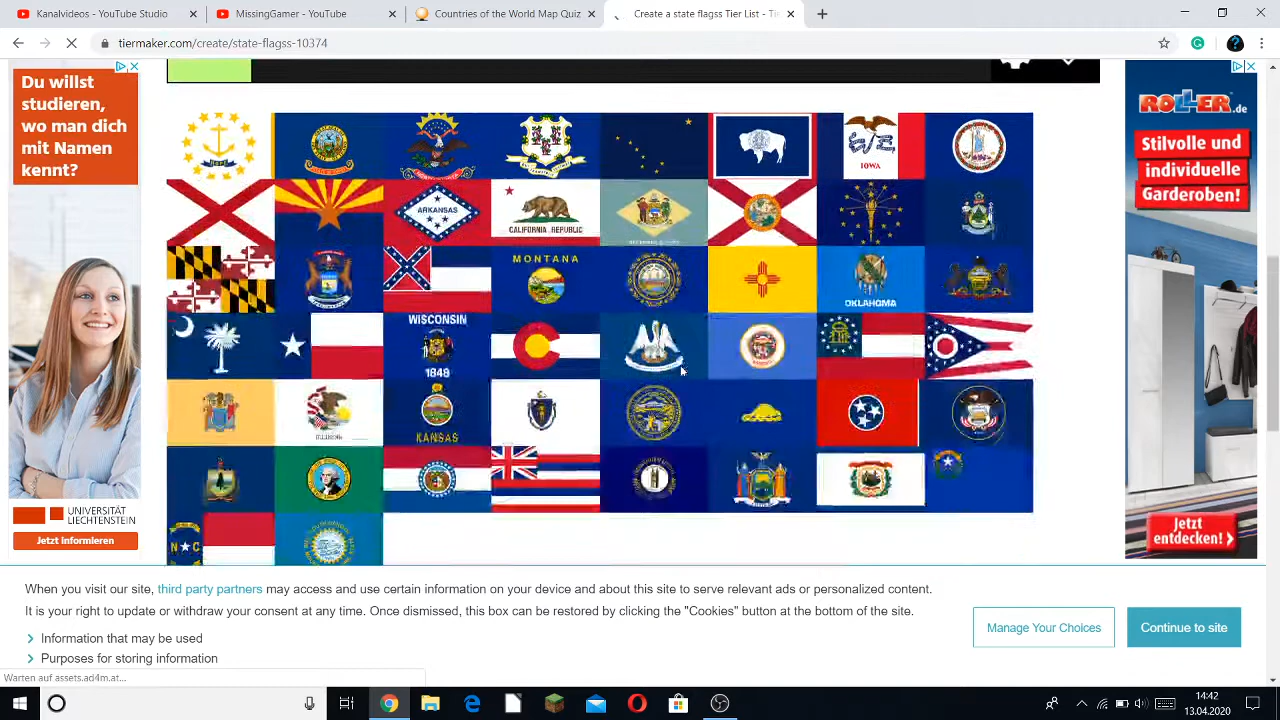 MissingGamer - YouTube Studio
MissingGamer - YouTube
Countries of the World Map Quiz
Create a state flagss Tier List - Ti
tiermaker.com/create/state-flagss-10374
Du willst
studieren,
wo man dich
mit Namen
kennt?
UNIVERSITÄT
LIECHTENSTEIN
Jetzt informieren
HOPE
IOWA
ARKANSAS
CALIFORNIA REPUBLIC
MONTANA
OKLAHOMA
WISCONSIN
1848
KANSAS
N C
ROLLER.de
Stilvolle und
individuelle
Garderoben!
Jetzt
entdecken!
When you visit our site, third party partners may access and use certain information on your device and about this site to serve relevant ads or personalized content.
It is your right to update or withdraw your consent at any time. Once dismissed, this box can be restored by clicking the "Cookies" button at the bottom of the site.
Information that may be used
Purposes for storing information
Manage Your Choices
Continue to site
Warten auf assets.ad4m.at...
14:42
13.04.2020